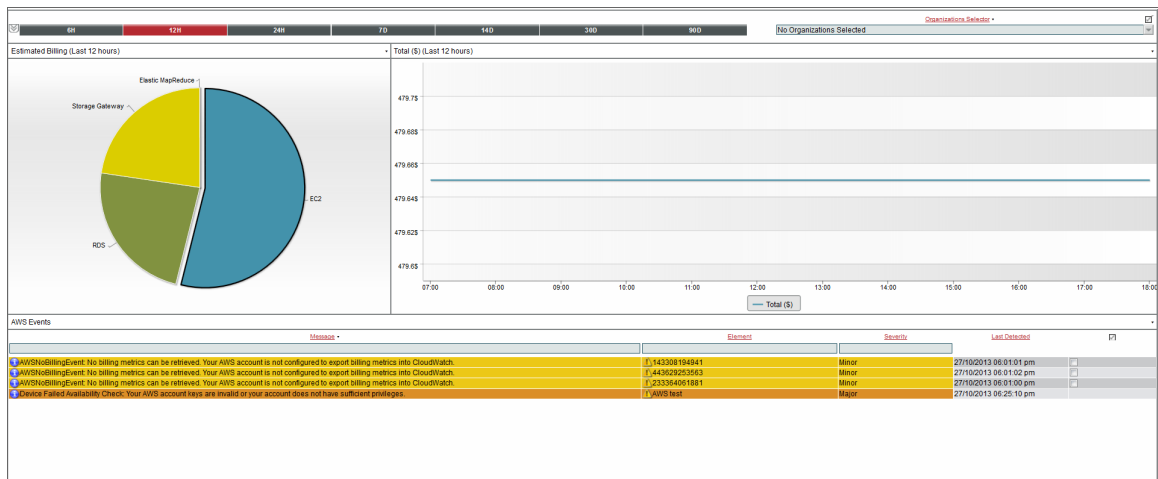 Organizations Selector
6H 12H 24H 7D 14D 30D 90D No Organizations Selected
Estimated Billing (Last 12 hours)
Total ($) (Last 12 hours)
Elastic MapReduce
Storage Gateway
EC2
RDS
479.7$
479.68$
479.66$
479.64$
479.62$
479.6$
07:00 08:00 09:00 10:00 11:00 12:00 13:00 14:00 15:00 16:00 17:00 18:00
Total ($)
AWS Events
Message Element Severity Last Detected
AWSNoBillingEvent: No billing metrics can be retrieved. Your AWS account is not configured to export billing metrics into CloudWatch. 143308194941 Minor 27/10/2013 06:01:01 pm
AWSNoBillingEvent: No billing metrics can be retrieved. Your AWS account is not configured to export billing metrics into CloudWatch. 443629253563 Minor 27/10/2013 06:01:02 pm
AWSNoBillingEvent: No billing metrics can be retrieved. Your AWS account is not configured to export billing metrics into CloudWatch. 233364061881 Minor 27/10/2013 06:01:00 pm
Device Failed Availability Check: Your AWS account keys are invalid or your account does not have sufficient privileges. AWS test Major 27/10/2013 06:25:10 pm